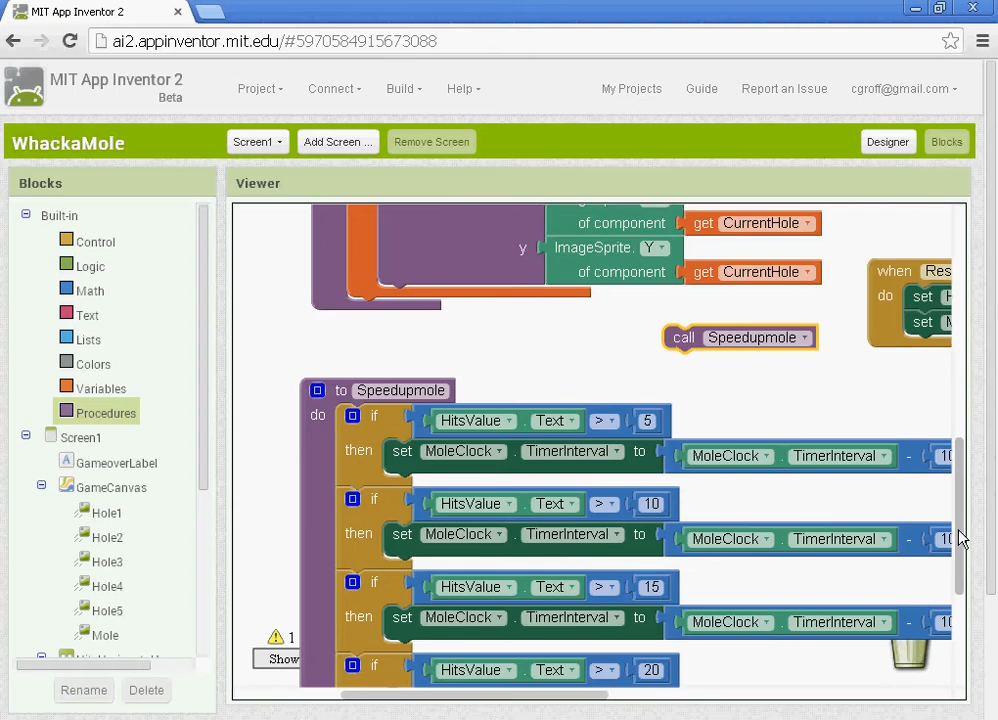 MIT App Inventor 2
ai2.appinventor.mit.edu/#5970584915673088
MIT App Inventor 2
Beta
Project
Connect
Build
Help
My Projects
Guide
Report an Issue
cgroff@gmail.com
WhackaMole
Screen1
Add Screen ...
Remove Screen
Designer
Blocks
Blocks
Built-in
Control
Logic
Math
Text
Lists
Colors
Variables
Procedures
Screen1
GameoverLabel
GameCanvas
Hole1
Hole2
Hole3
Hole4
Hole5
Mole
Rename
Delete
Viewer
of component get CurrentHole
y ImageSprite. Y
of component get CurrentHole
when Res
do set
set
call Speedupmole
to Speedupmole
do if HitsValue . Text > 5
then set MoleClock . TimerInterval to MoleClock . TimerInterval - 10
if HitsValue . Text > 10
then set MoleClock . TimerInterval to MoleClock . TimerInterval - 10
if HitsValue . Text > 15
then set MoleClock . TimerInterval to MoleClock . TimerInterval - 10
if HitsValue . Text > 20
1
Show